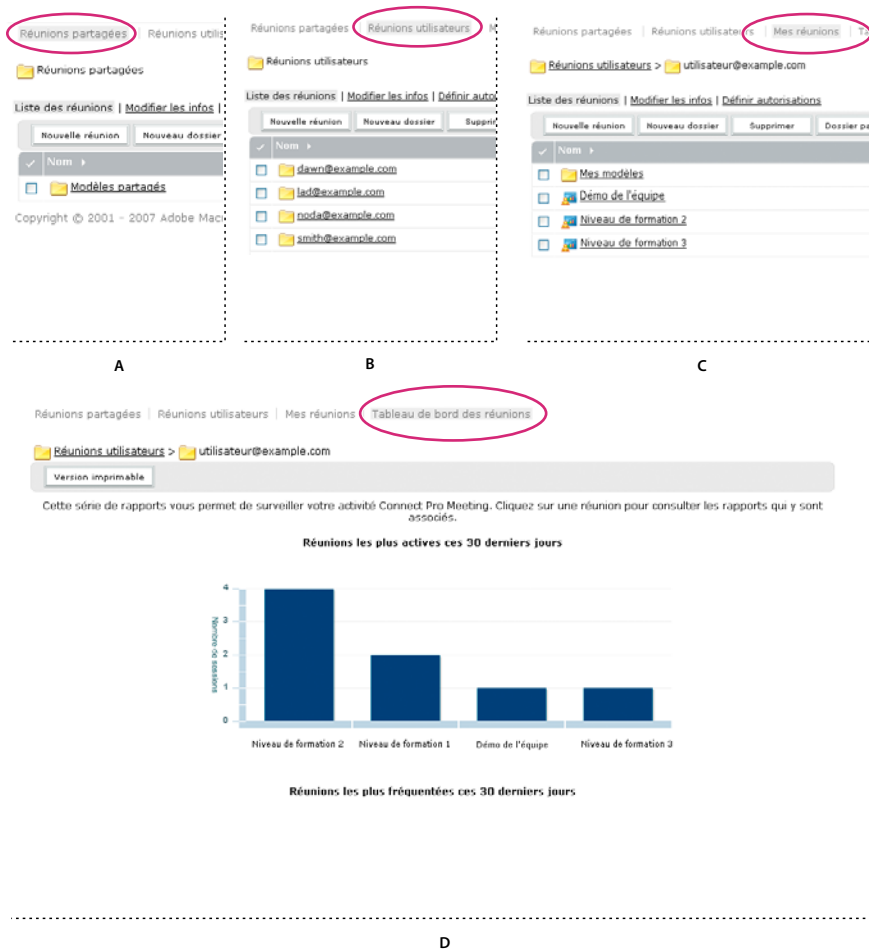 Réunions partagées | Réunions utilis
Réunions partagées
Liste des réunions | Modifier les infos |
Nouvelle réunion Nouveau dossier
Nom
Modèles partagés
Copyright © 2001 - 2007 Adobe Macr
A
Réunions partagées | Réunions utilisateurs | M
Réunions utilisateurs
Liste des réunions | Modifier les infos | Définir auto
Nouvelle réunion Nouveau dossier Supprin
Nom
dawn@example.com
lad@example.com
noda@example.com
smith@example.com
B
Réunions partagées | Réunions utilisateurs | Mes réunions | Ta
Réunions utilisateurs > utilisateur@example.com
Liste des réunions | Modifier les infos | Définir autorisations
Nouvelle réunion Nouveau dossier Supprimer Dossier pa
Nom
Mes modèles
Démo de l'équipe
Niveau de formation 2
Niveau de formation 3
C
Réunions partagées | Réunions utilisateurs | Mes réunions | Tableau de bord des réunions
Réunions utilisateurs > utilisateur@example.com
Version imprimable
Cette série de rapports vous permet de surveiller votre activité Connect Pro Meeting. Cliquez sur une réunion pour consulter les rapports qui y sont
associés.
Réunions les plus actives ces 30 derniers jours
Nombre de sessions
4
3
2
1
0
Niveau de formation 2 Niveau de formation 1 Démo de l'équipe Niveau de formation 3
Réunions les plus fréquentées ces 30 derniers jours
D